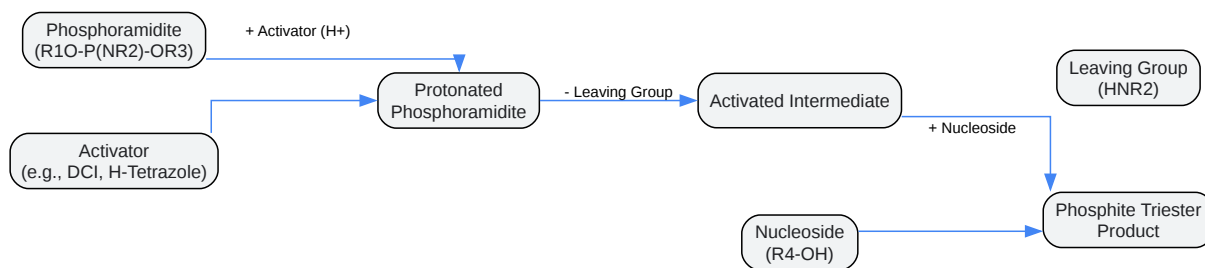 Phosphoramidite
(R1O-P(NR2)-OR3)
+ Activator (H+)
Protonated
Phosphoramidite
- Leaving Group
Activated Intermediate
Leaving Group
(HNR2)
+ Nucleoside
Activator
(e.g., DCI, H-Tetrazole)
Nucleoside
(R4-OH)
Phosphite Triester
Product